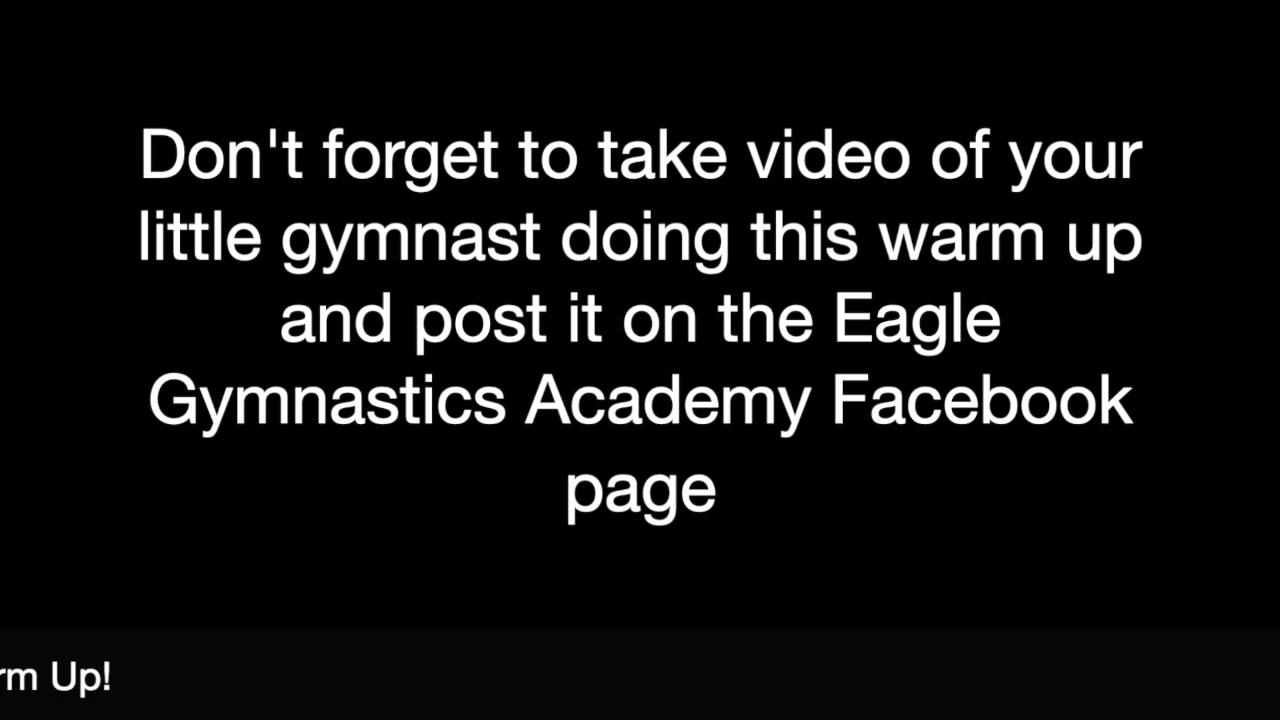 Don't forget to take video of your
little gymnast doing this warm up
and post it on the Eagle
Gymnastics Academy Facebook
page
Up!